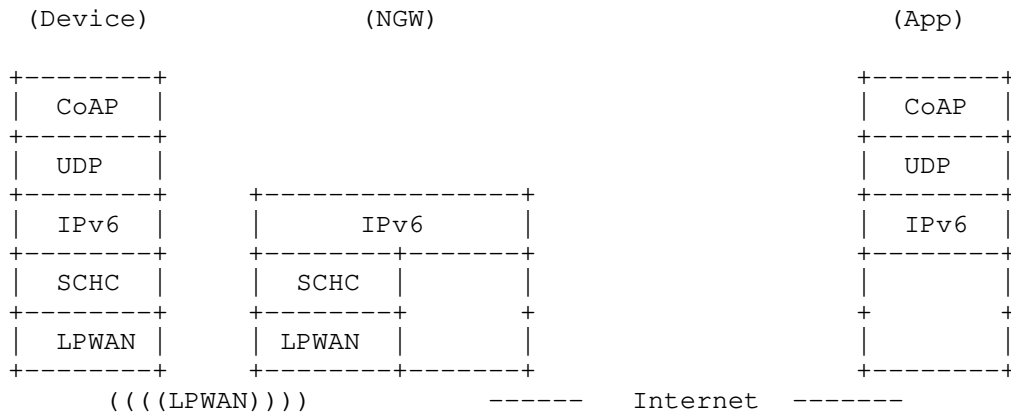 (Device) (NGW) (App)
CoAP CoAP
UDP UDP
IPv6 IPv6 IPv6
SCHC SCHC
LPWAN LPWAN
((((LPWAN)))) ------ Internet -------